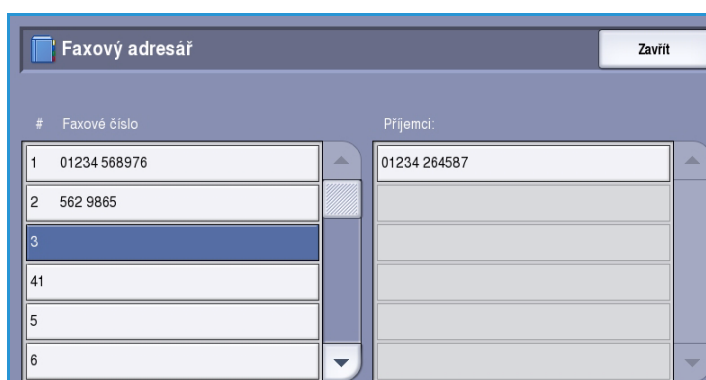 Faxový adresář
Zavřít
# Faxové číslo
Příjemci:
1 01234 568976
01234 264587
2 562 9865
3
41
5
6